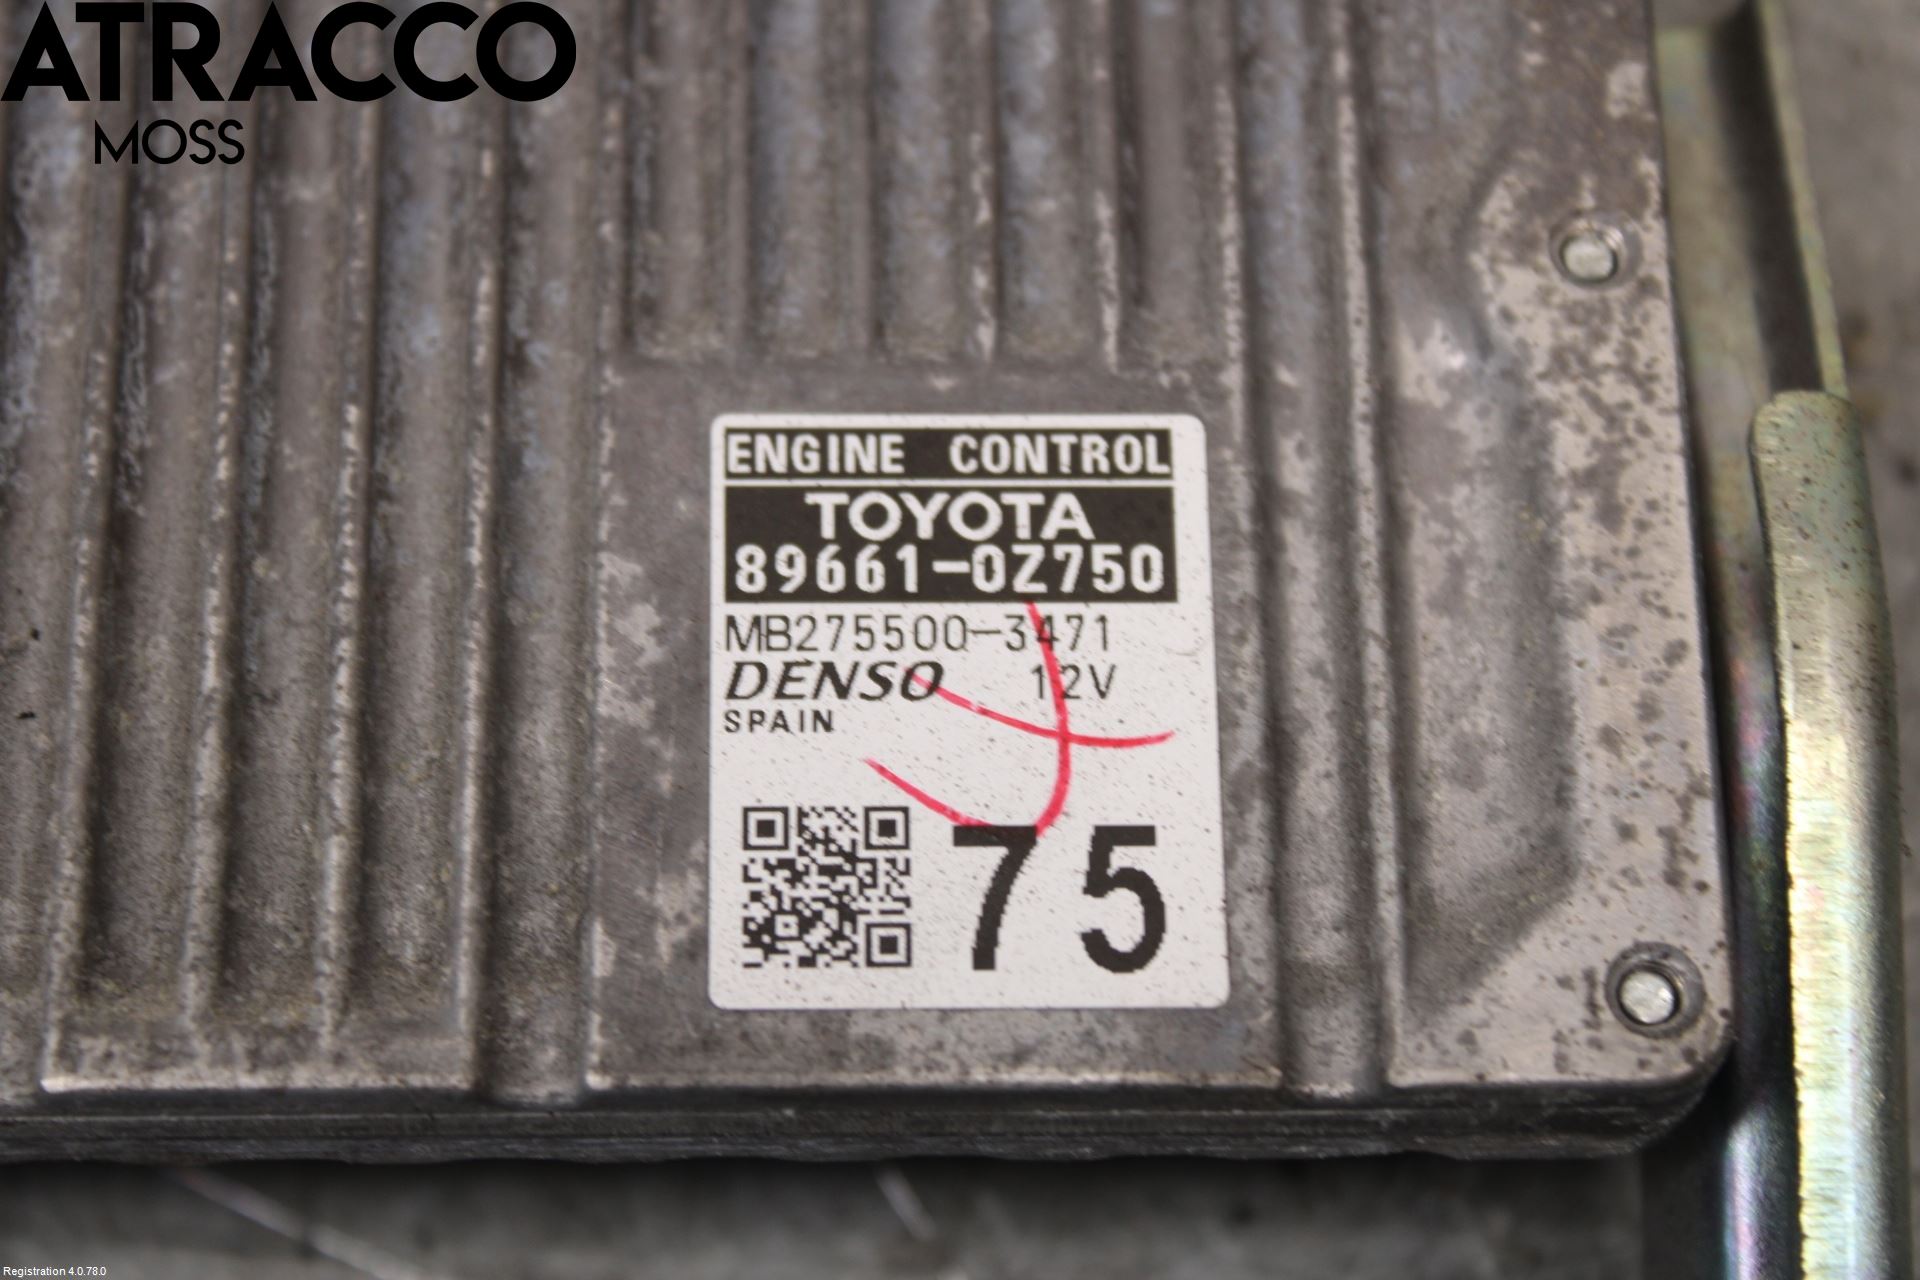 ATRACCO
MOSS
ENGINE CONTROL
TOYOTA
89661-0Z750
MB275500-3471
DENSO 12V
SPAIN
75
Registration 4.0.78.0